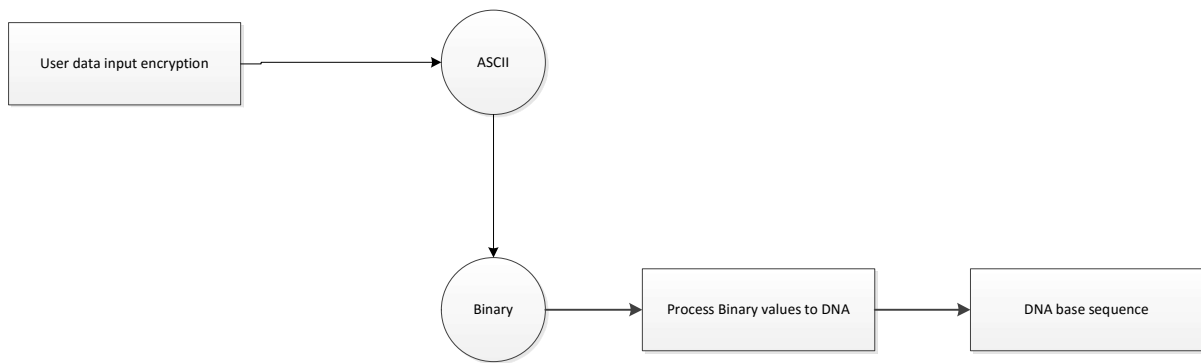 User data input encryption
ASCII
Binary
Process Binary values to DNA
DNA base sequence